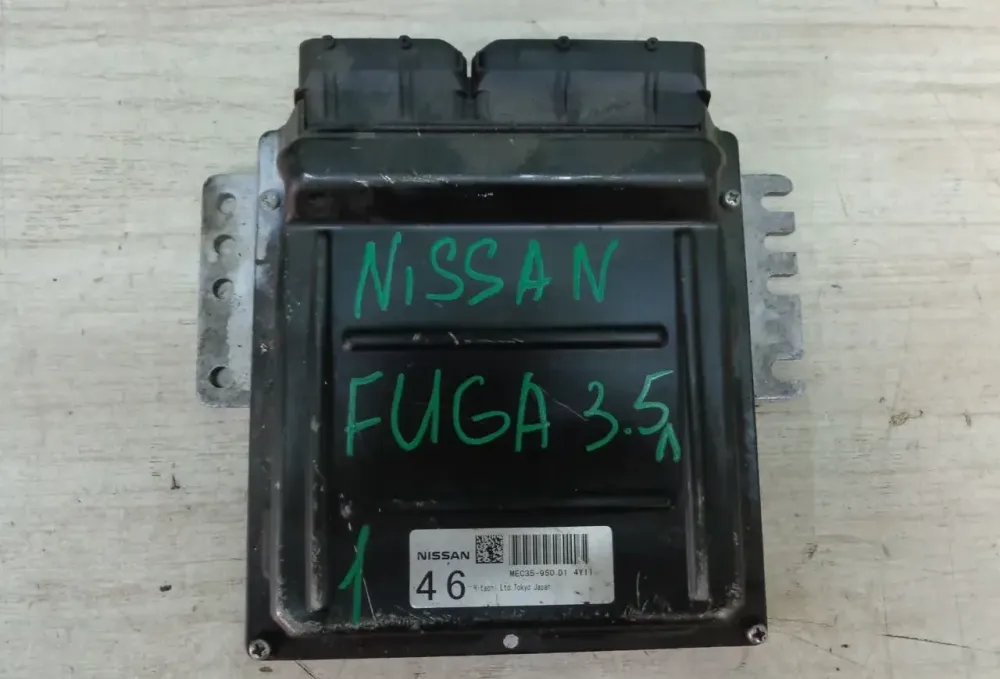 NISSAN
FUGA 3.5л
1
NISSAN
46
MEC35-950 D1 4Y11
Hitachi Ltd. Tokyo Japan